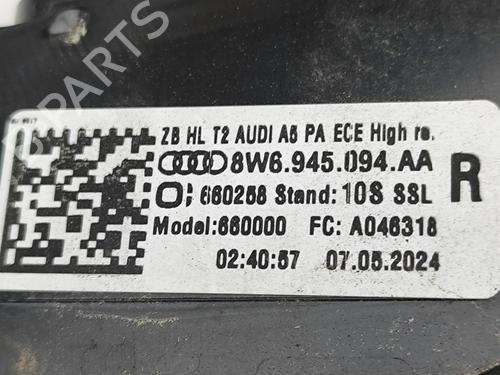 ZB HL T2 AUDI A5 PA ECE High re.
8W6.945.094.AA
R
660258 Stand: 10S SSL
Model:660000 FC: A046318
02:40:57 07.05.2024
B-PARTS